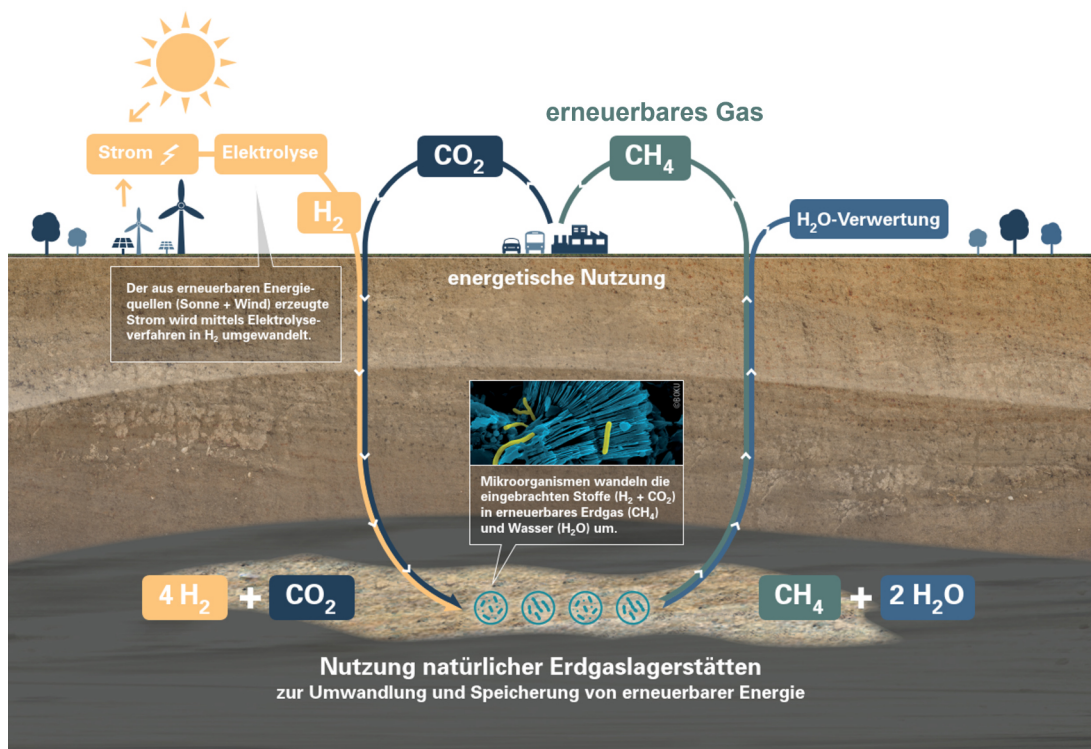 erneuerbares Gas
Strom
Elektrolyse
CO₂
CH₄
H₂
H₂O-Verwertung
energetische Nutzung
Der aus erneuerbaren Energie-
quellen (Sonne + Wind) erzeugte
Strom wird mittels Elektrolyse-
verfahren in H₂ umgewandelt.
©BOKU
Mikroorganismen wandeln die
eingebrachten Stoffe (H₂ + CO₂)
in erneuerbares Erdgas (CH₄)
und Wasser (H₂O) um.
4 H₂ + CO₂
CH₄ + 2 H₂O
Nutzung natürlicher Erdgaslagerstätten
zur Umwandlung und Speicherung von erneuerbarer Energie